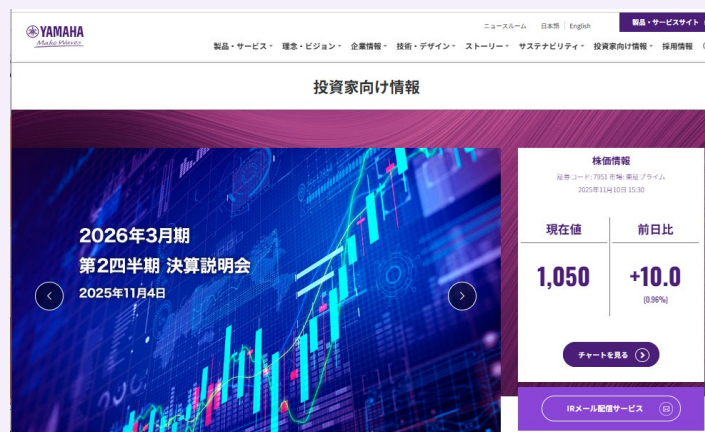 YAMAHA
Make Waves
ニュースルーム 日本語 English
製品・サービスサイト
製品・サービス 理念・ビジョン 企業情報 技術・デザイン ストーリー サステナビリティ 投資家向け情報 採用情報
投資家向け情報
2026年3月期
第2四半期 決算説明会
2025年11月4日
株価情報
証券コード: 7951 市場: 東証プライム
2025年11月10日 15:30
現在値 前日比
1,050 +10.0
(0.96%)
チャートを見る
IRメール配信サービス